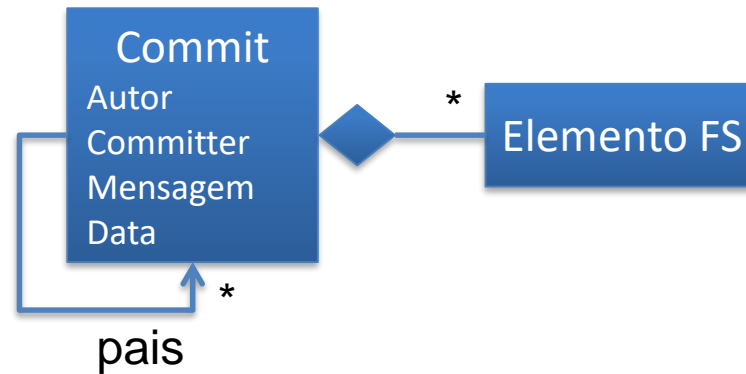 Commit
Autor
Committer
Mensagem
Data
*
Elemento FS
*
pais